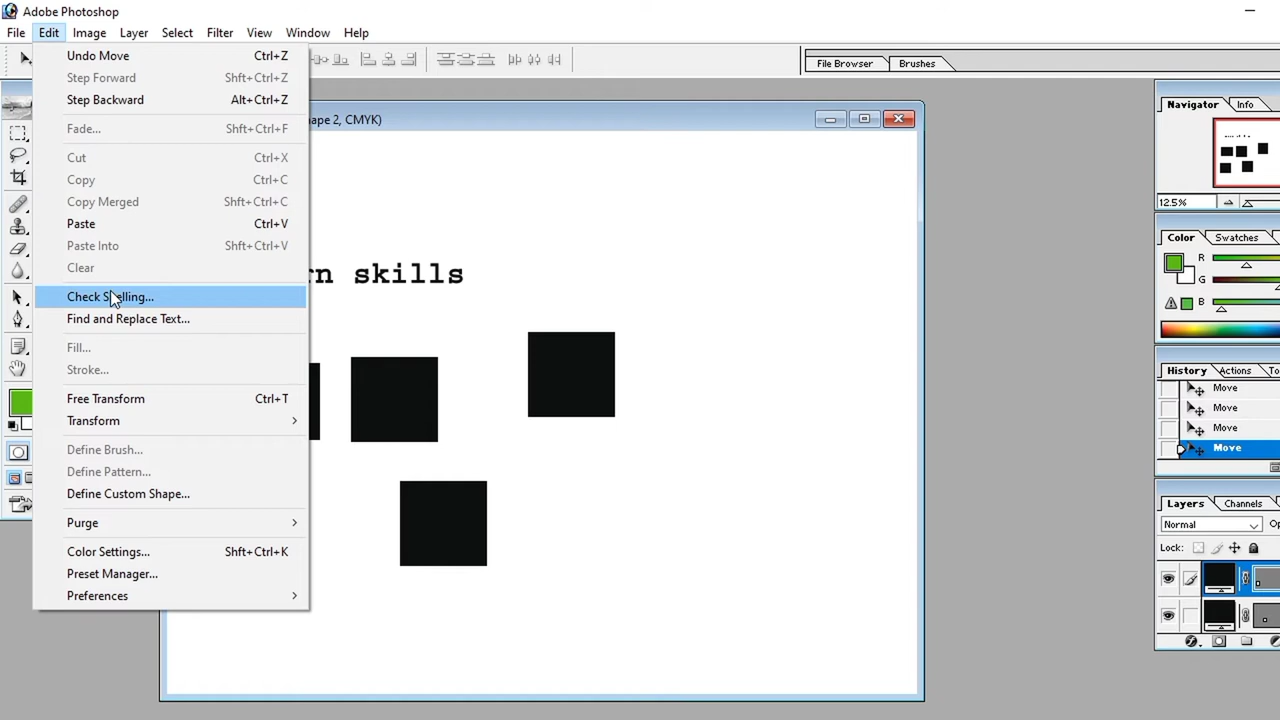 Adobe Photoshop
File Edit Image Layer Select Filter View Window Help
Undo Move Ctrl+Z
Step Forward Shft+Ctrl+Z
Step Backward Alt+Ctrl+Z
Fade... Shft+Ctrl+F
Cut Ctrl+X
Copy Ctrl+C
Copy Merged Shft+Ctrl+C
Paste Ctrl+V
Paste Into Shft+Ctrl+V
Clear
Check Spelling...
Find and Replace Text...
Fill...
Stroke...
Free Transform Ctrl+T
Transform
Define Brush...
Define Pattern...
Define Custom Shape...
Purge
Color Settings... Shft+Ctrl+K
Preset Manager...
Preferences
File Browser Brushes
ape 2, CMYK)
rn skills
Navigator Info
12.5%
Color Swatches
R
G
B
History Actions To
Move
Move
Move
Move
Layers Channels
Normal Op
Lock: